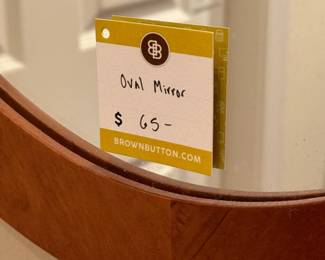 BB
Oval Mirror
$ 65-
BROWNBUTTON.COM